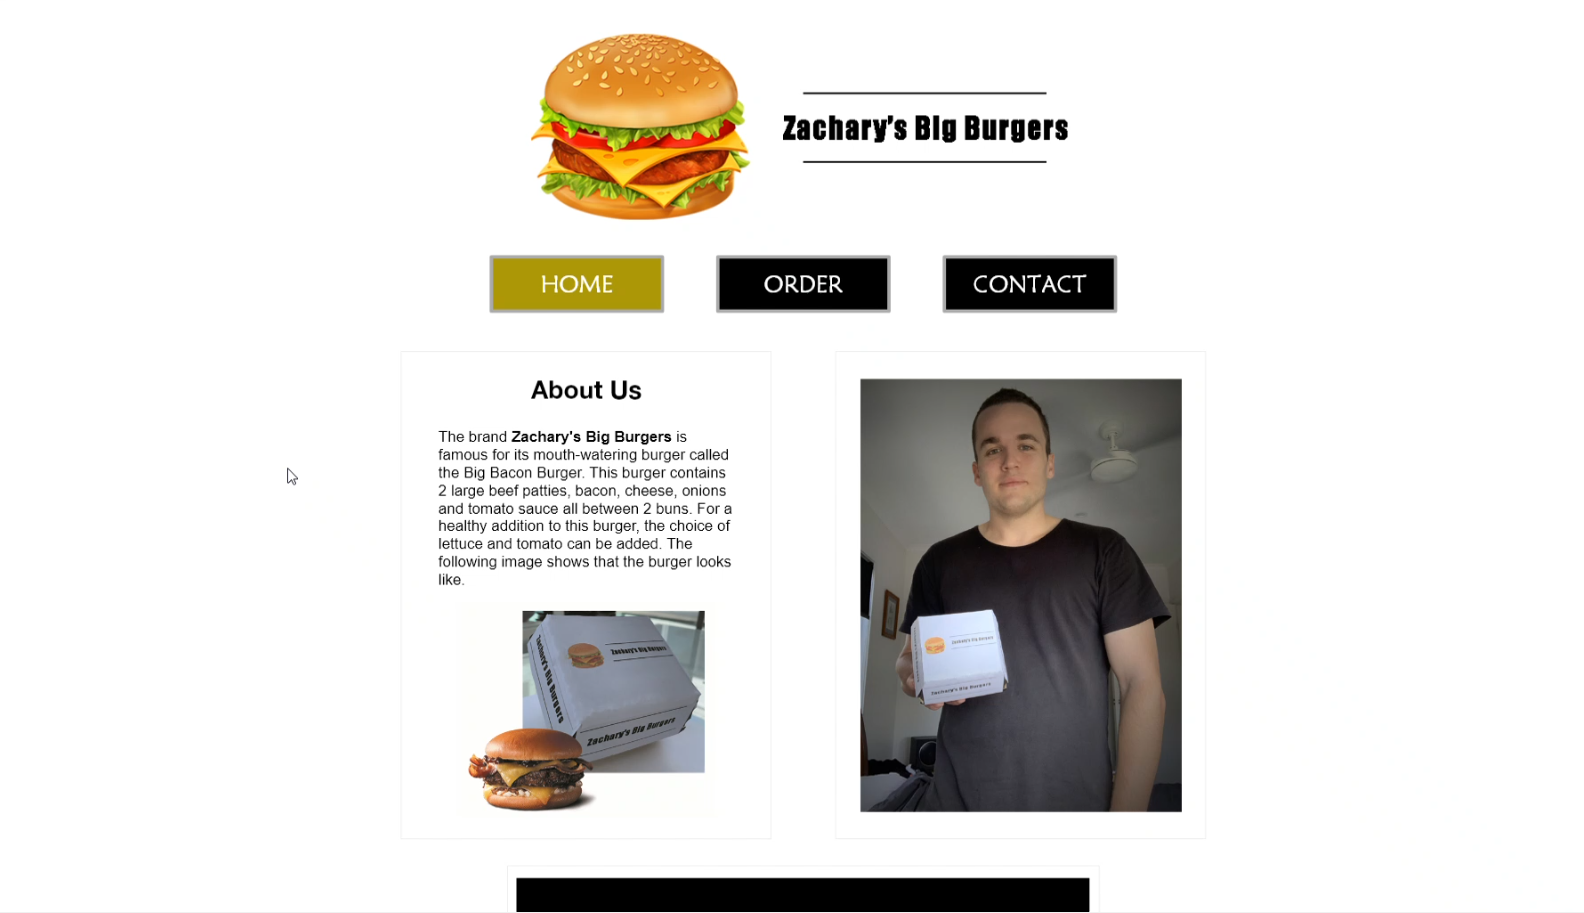 Zachary's Big Burgers
HOME
ORDER
CONTACT
About Us
The brand Zachary's Big Burgers is
famous for its mouth-watering burger called
the Big Bacon Burger. This burger contains
2 large beef patties, bacon, cheese, onions
and tomato sauce all between 2 buns. For a
healthy addition to this burger, the choice of
lettuce and tomato can be added. The
following image shows that the burger looks
like.
Zachary's Big Burgers
Zachary's Big Burgers
Zachary's Big Burgers
Zachary's Big Burgers
Zachary's Big Burgers